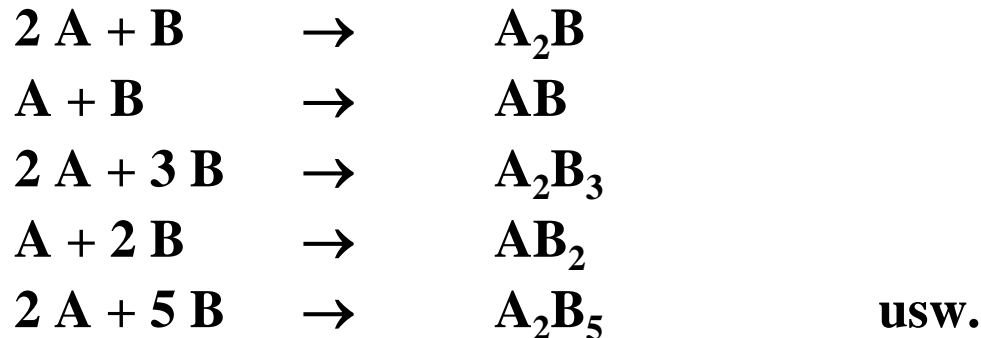 2 A + B → A₂B
A + B → AB
2 A + 3 B → A₂B₃
A + 2 B → AB₂
2 A + 5 B → A₂B₅ usw.